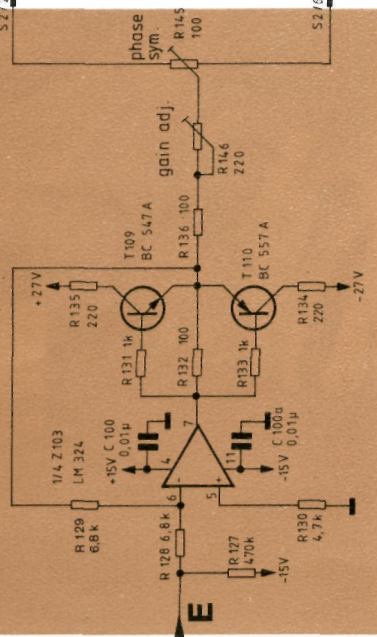 S2/2
S2/6
phase
sym.
R 145
100
gain adj.
R 146
220
R 136 100
T 109
BC 547 A
T 110
BC 557 A
+27V
R 135
220
R 134
220
-27V
R 131 1k
R 132 100
R 133 1k
1/4 Z 103
LM 324
+15V
C 100
0,01µ
C 100a
0,01µ
-15V
4
7
11
6
5
-
+
R 129
6,8k
R 128 6,8k
R 130
4,7k
R 127
470k
-15V
E